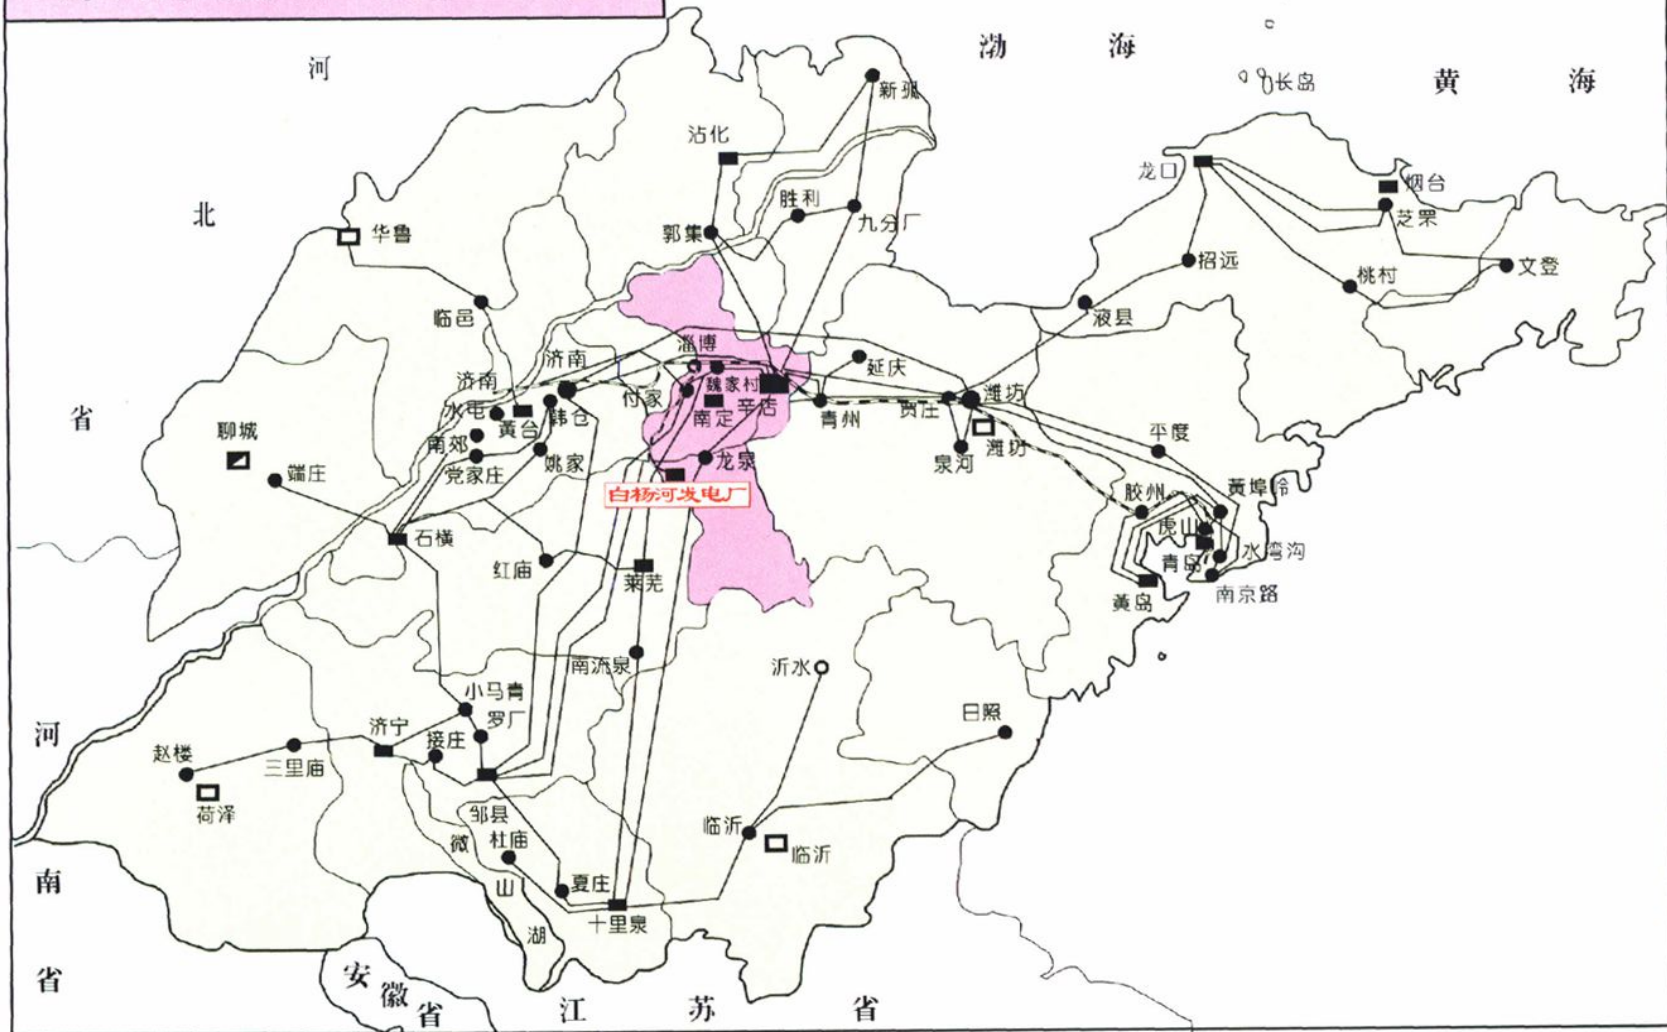 渤海
黄海
河
北
省
长岛
新孤
沾化
龙口
烟台
芝罘
胜利
九分厂
郭集
华鲁
招远
文登
桃村
临邑
液县
淄博
济南
济南
延庆
付家
魏家村
南定
辛店
青州
贾庄
潍坊
潍坊
水屯
黄台
韩仓
聊城
南郊
党家庄
姚家
龙泉
泉河
平度
端庄
白杨河发电厂
胶州
黄埠岭
虎山
石横
水湾沟
红庙
莱芜
青岛
黄岛
南京路
南流泉
沂水
小马青
罗厂
日照
济宁
接庄
赵楼
三里庙
荷泽
邹县
临沂
临沂
杜庙
微
山
湖
夏庄
十里泉
河
南
省
安徽省
江苏省